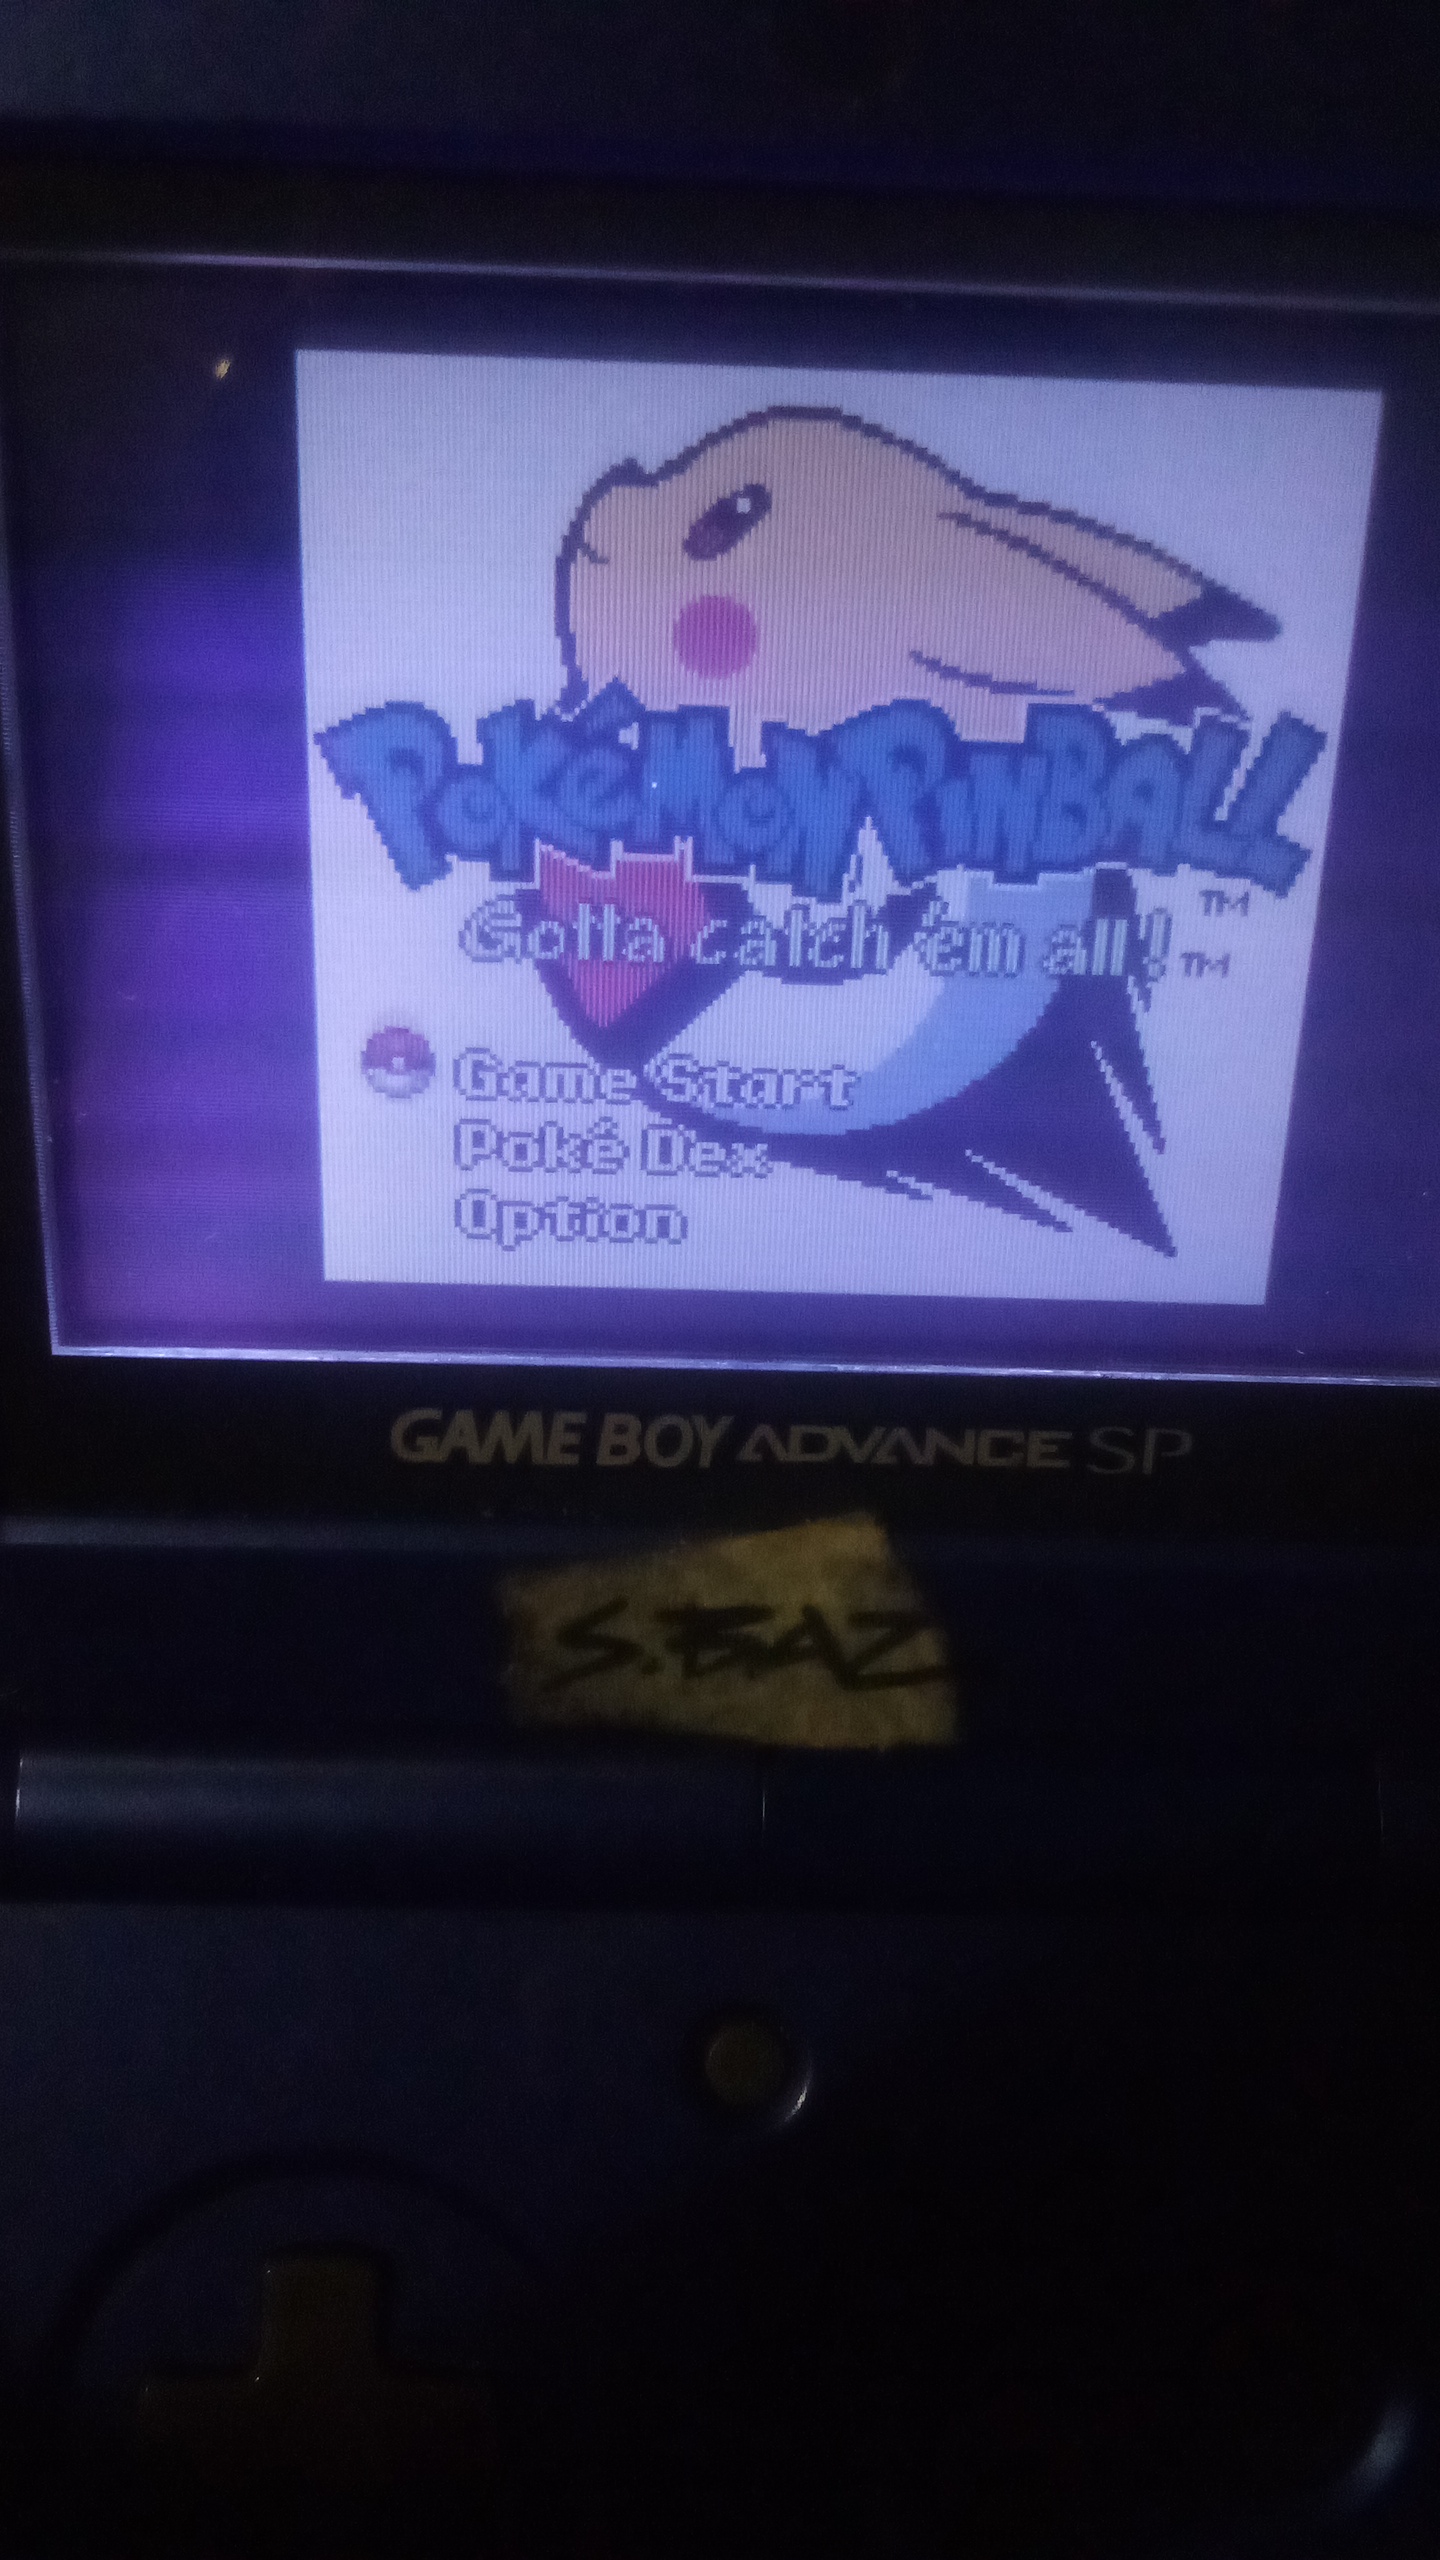 POKéMON PINBALL
TM
Gotta catch 'em all! TM
Game Start
Poké Dex
Option
GAME BOY ADVANCE SP
S.BAZ